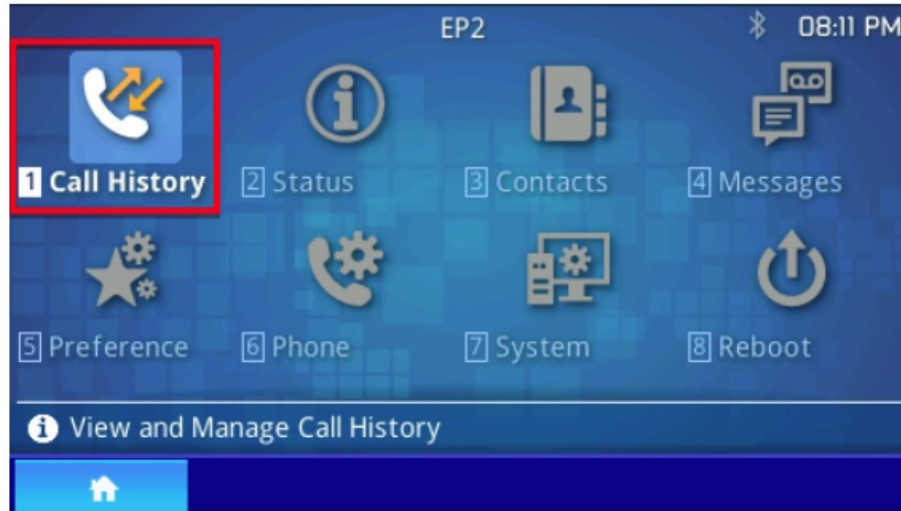 EP2 08:11 PM
1 Call History 2 Status 3 Contacts 4 Messages
5 Preference 6 Phone 7 System 8 Reboot
View and Manage Call History